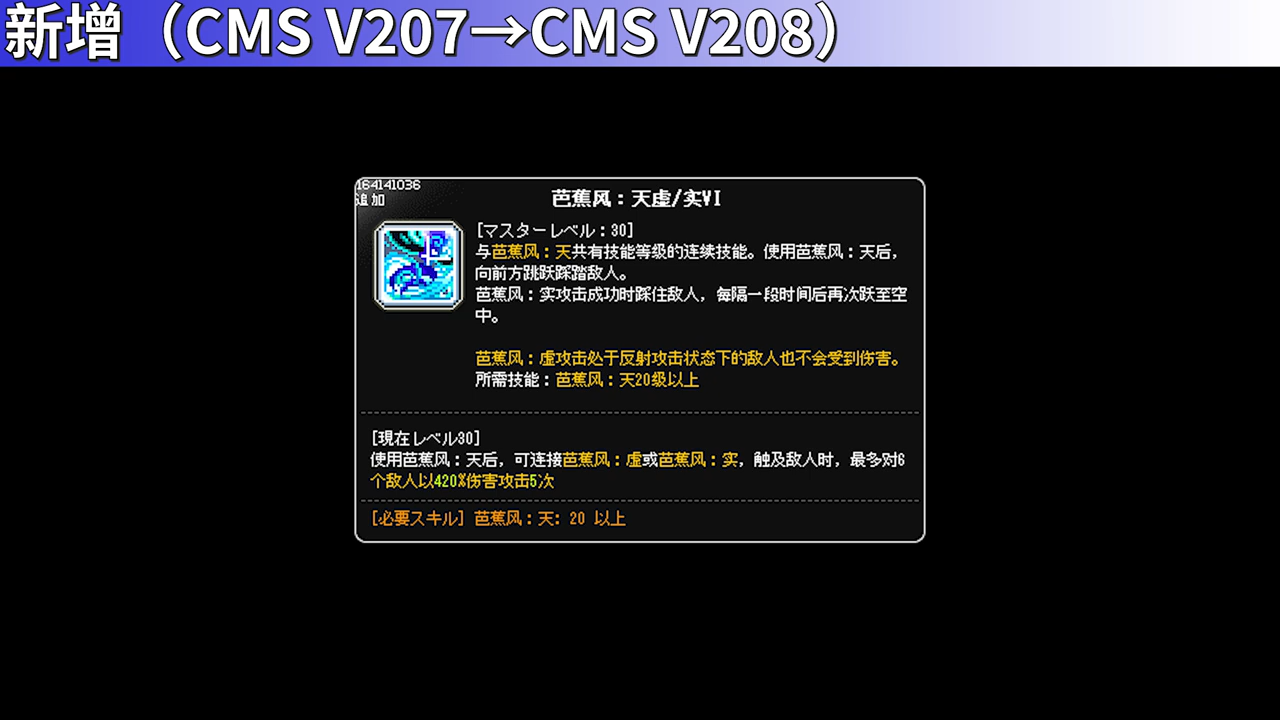 新增（CMS V207→CMS V208）
164141036
追加
芭蕉风：天虚/实VI
[マスターレベル：30]
与芭蕉风：天共有技能等级的连续技能。使用芭蕉风：天后，
向前方跳跃踩踏敌人。
芭蕉风：实攻击成功时踩住敌人，每隔一段时间后再次跃至空
中。
芭蕉风：虚攻击处于反射攻击状态下的敌人也不会受到伤害。
所需技能：芭蕉风：天20级以上
[現在レベル30]
使用芭蕉风：天后，可连接芭蕉风：虚或芭蕉风：实，触及敌人时，最多对6
个敌人以420%伤害攻击5次
[必要スキル] 芭蕉风：天: 20 以上